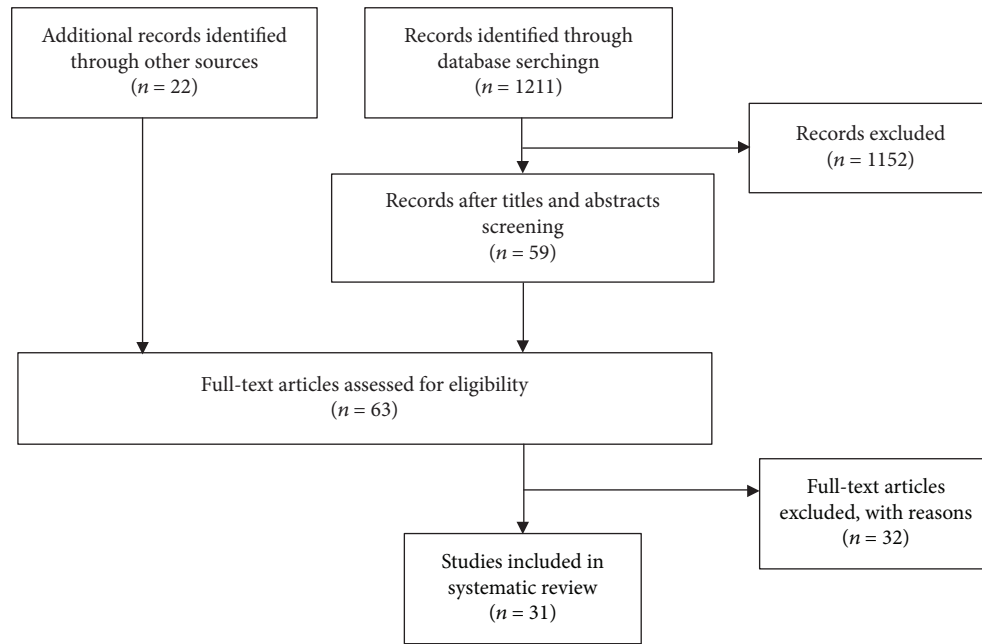 Additional records identified
through other sources
(n = 22)
Records identified through
database serchingn
(n = 1211)
Records excluded
(n = 1152)
Records after titles and abstracts
screening
(n = 59)
Full-text articles assessed for eligibility
(n = 63)
Full-text articles
excluded, with reasons
(n = 32)
Studies included in
systematic review
(n = 31)